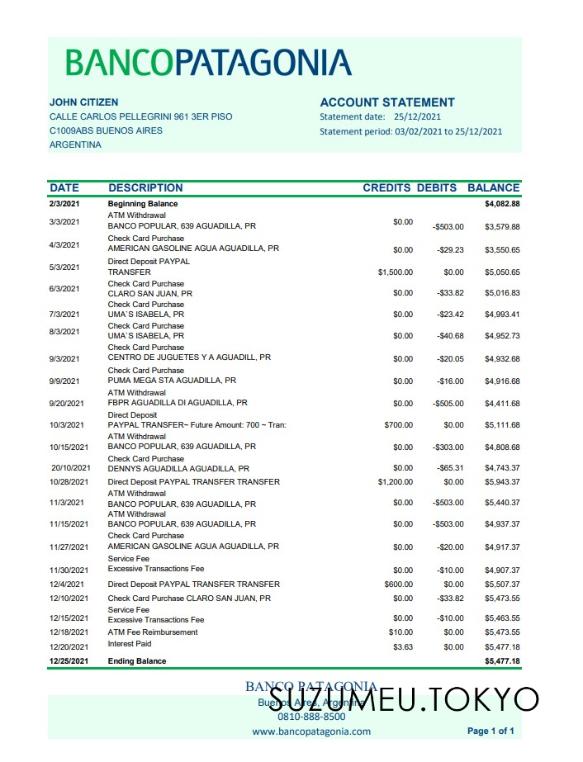 BANCOPATAGONIA
JOHN CITIZEN
CALLE CARLOS PELLEGRINI 961 3ER PISO
C1009ABS BUENOS AIRES
ARGENTINA
ACCOUNT STATEMENT
Statement date: 25/12/2021
Statement period: 03/02/2021 to 25/12/2021
DATE DESCRIPTION CREDITS DEBITS BALANCE
2/3/2021 Beginning Balance $4,082.88
ATM Withdrawal
3/3/2021 BANCO POPULAR, 639 AGUADILLA, PR $0.00 -$503.00 $3,579.88
Check Card Purchase
4/3/2021 AMERICAN GASOLINE AGUA AGUADILLA, PR $0.00 -$29.23 $3,550.65
Direct Deposit PAYPAL
5/3/2021 TRANSFER $1,500.00 $0.00 $5,050.65
Check Card Purchase
6/3/2021 CLARO SAN JUAN, PR $0.00 -$33.82 $5,016.83
Check Card Purchase
7/3/2021 UMA`S ISABELA, PR $0.00 -$23.42 $4,993.41
Check Card Purchase
8/3/2021 UMA`S ISABELA, PR $0.00 -$40.68 $4,952.73
Check Card Purchase
9/3/2021 CENTRO DE JUGUETES Y A AGUADILL, PR $0.00 -$20.05 $4,932.68
Check Card Purchase
9/9/2021 PUMA MEGA STA AGUADILLA, PR $0.00 -$16.00 $4,916.68
ATM Withdrawal
9/20/2021 FBPR AGUADILLA DI AGUADILLA, PR $0.00 -$505.00 $4,411.68
Direct Deposit
10/3/2021 PAYPAL TRANSFER~ Future Amount: 700 ~ Tran: $700.00 $0.00 $5,111.68
ATM Withdrawal
10/15/2021 BANCO POPULAR, 639 AGUADILLA, PR $0.00 -$303.00 $4,808.68
Check Card Purchase
20/10/2021 DENNYS AGUADILLA AGUADILLA, PR $0.00 -$65.31 $4,743.37
10/28/2021 Direct Deposit PAYPAL TRANSFER TRANSFER $1,200.00 $0.00 $5,943.37
ATM Withdrawal
11/3/2021 BANCO POPULAR, 639 AGUADILLA, PR $0.00 -$503.00 $5,440.37
ATM Withdrawal
11/15/2021 BANCO POPULAR, 639 AGUADILLA, PR $0.00 -$503.00 $4,937.37
Check Card Purchase
11/27/2021 AMERICAN GASOLINE AGUA AGUADILLA, PR $0.00 -$20.00 $4,917.37
Service Fee
11/30/2021 Excessive Transactions Fee $0.00 -$10.00 $4,907.37
12/4/2021 Direct Deposit PAYPAL TRANSFER TRANSFER $600.00 $0.00 $5,507.37
12/10/2021 Check Card Purchase CLARO SAN JUAN, PR $0.00 -$33.82 $5,473.55
Service Fee
12/15/2021 Excessive Transactions Fee $0.00 -$10.00 $5,463.55
12/18/2021 ATM Fee Reimbursement $10.00 $0.00 $5,473.55
12/20/2021 Interest Paid $3.63 $0.00 $5,477.18
12/25/2021 Ending Balance $5,477.18
BANCO PATAGONIA
SUZUMEU.TOKYO
Buenos Aires, Argentina
0810-888-8500
www.bancopatagonia.com
Page 1 of 1